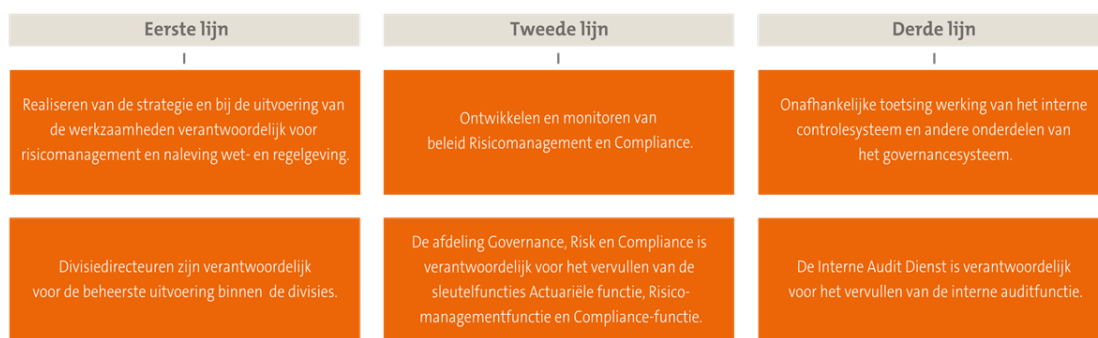 Eerste lijn
Realiseren van de strategie en bij de uitvoering van
de werkzaamheden verantwoordelijk voor
risicomanagement en naleving wet- en regelgeving.
Divisiedirecteuren zijn verantwoordelijk
voor de beheerste uitvoering binnen de divisies.
Tweede lijn
Ontwikkelen en monitoren van
beleid Risicomanagement en Compliance.
De afdeling Governance, Risk en Compliance is
verantwoordelijk voor het vervullen van de
sleutelfuncties Actuariële functie, Risico-
managementfunctie en Compliance-functie.
Derde lijn
Onafhankelijke toetsing werking van het interne
controlesysteem en andere onderdelen van
het governancesysteem.
De Interne Audit Dienst is verantwoordelijk
voor het vervullen van de interne auditfunctie.